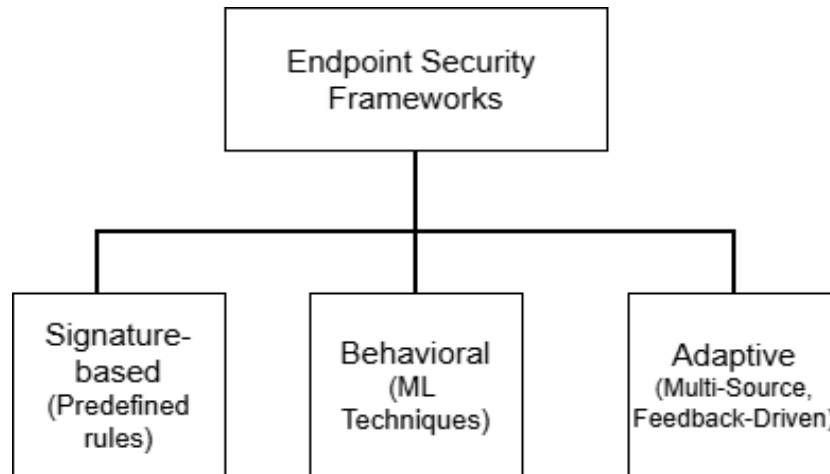 Endpoint Security
Frameworks
Signature-
based
(Predefined
rules)
Behavioral
(ML
Techniques)
Adaptive
(Multi-Source,
Feedback-Driven)